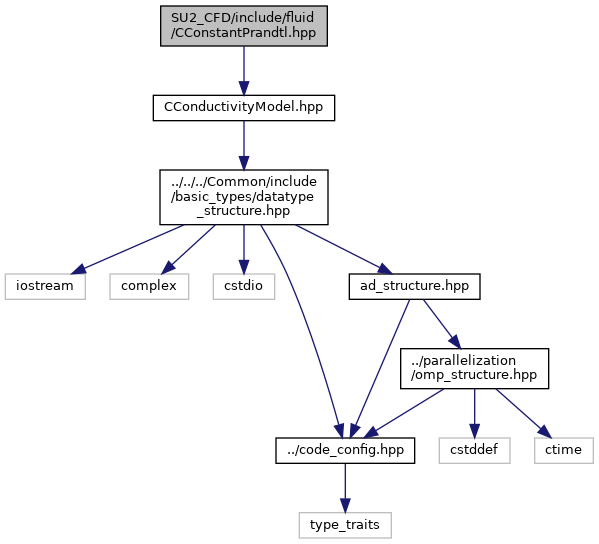 SU2_CFD/include/fluid
/CConstantPrandtl.hpp
CConductivityModel.hpp
../../../Common/include
/basic_types/datatype
_structure.hpp
iostream
complex
cstdio
ad_structure.hpp
../parallelization
/omp_structure.hpp
../code_config.hpp
cstddef
ctime
type_traits